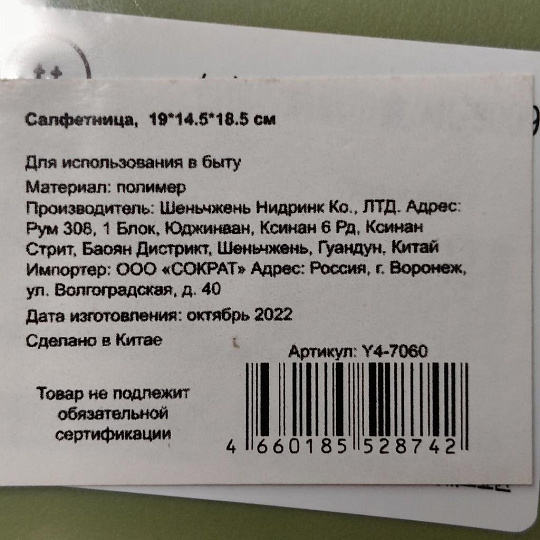 Салфетница, 19*14.5*18.5 см
Для использования в быту
Материал: полимер
Производитель: Шеньчжень Нидринк Ко., ЛТД. Адрес:
Рум 308, 1 Блок, Юджинван, Ксинан 6 Рд, Ксинан
Стрит, Баоян Дистрикт, Шеньчжень, Гуандун, Китай
Импортер: ООО «СОКРАТ» Адрес: Россия, г. Воронеж,
ул. Волгоградская, д. 40
Дата изготовления: октябрь 2022
Сделано в Китае
Артикул: Y4-7060
Товар не подлежит
обязательной
сертификации
4 660185 528742